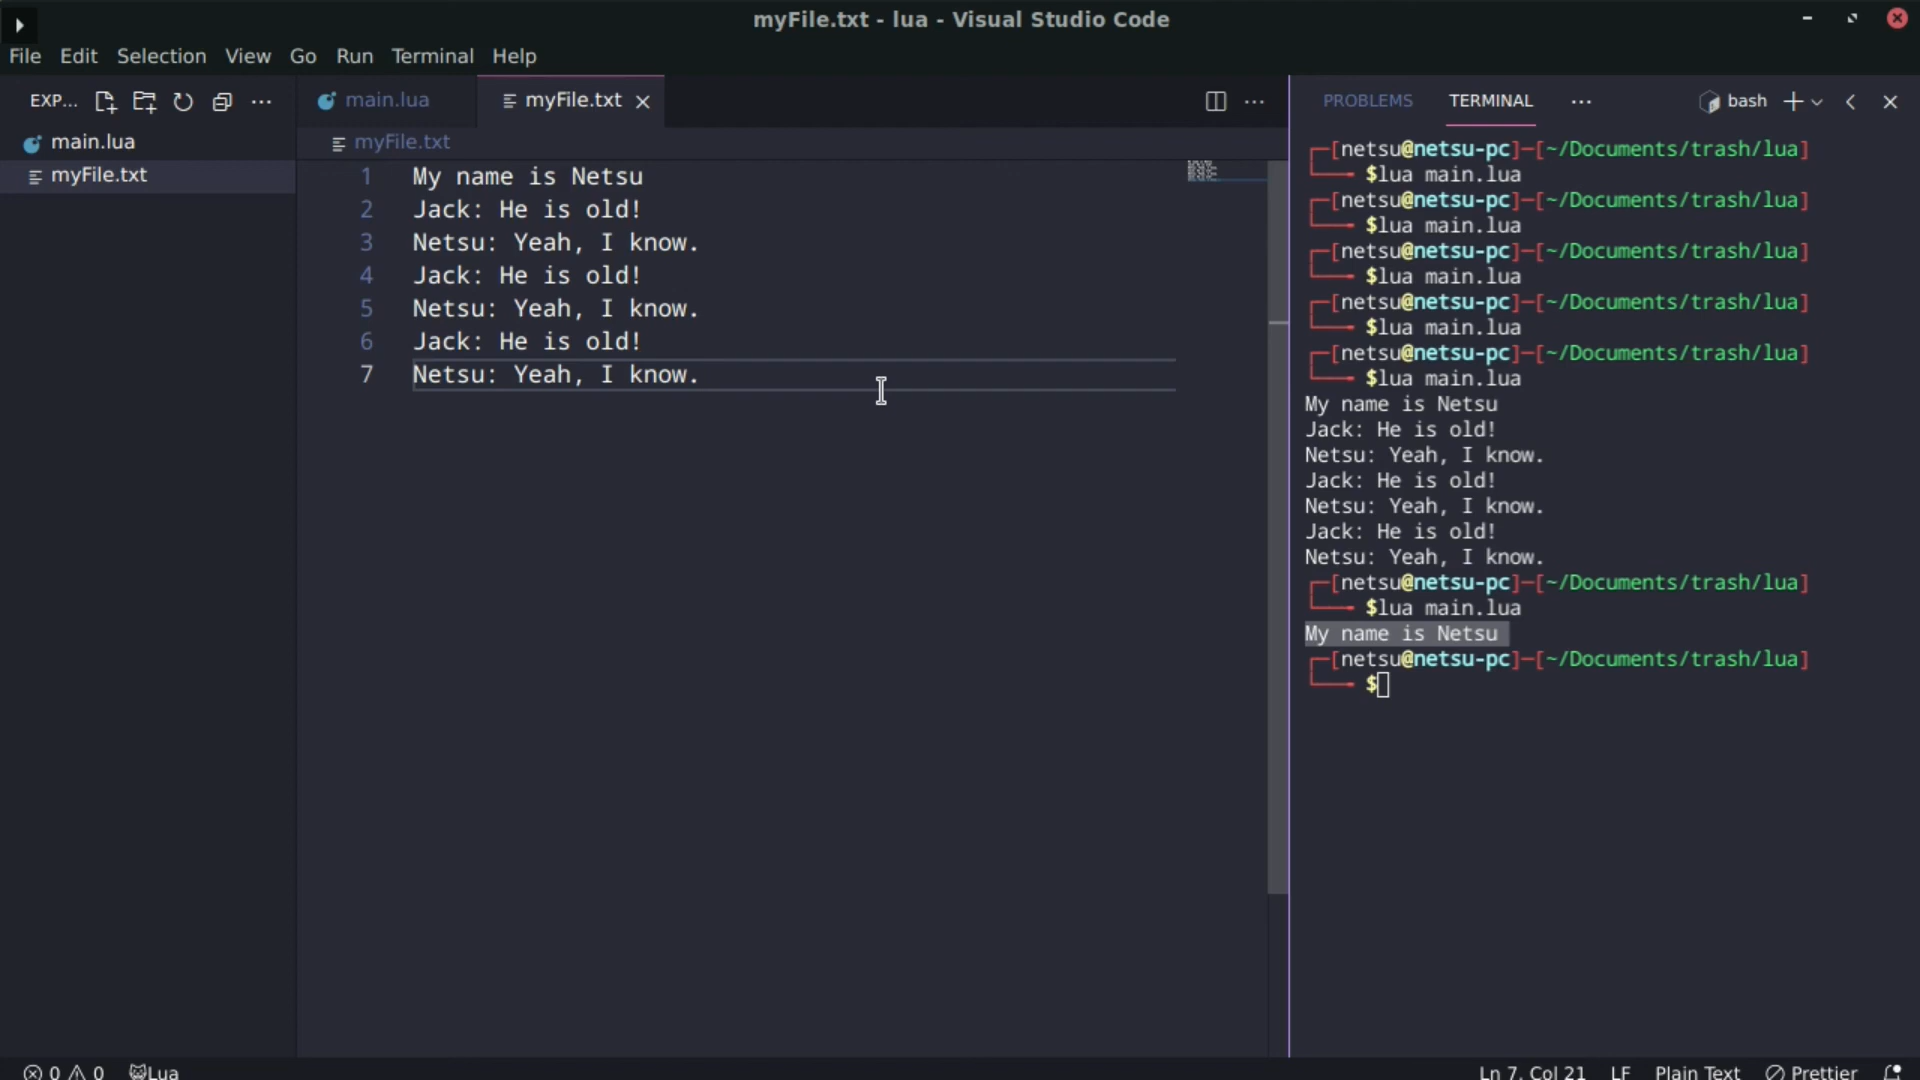 myFile.txt - lua - Visual Studio Code
File Edit Selection View Go Run Terminal Help
EXP...
main.lua
myFile.txt
main.lua myFile.txt
myFile.txt
1 My name is Netsu
2 Jack: He is old!
3 Netsu: Yeah, I know.
4 Jack: He is old!
5 Netsu: Yeah, I know.
6 Jack: He is old!
7 Netsu: Yeah, I know.
PROBLEMS TERMINAL ... bash
[netsu@netsu-pc]─[~/Documents/trash/lua]
$lua main.lua
[netsu@netsu-pc]─[~/Documents/trash/lua]
$lua main.lua
[netsu@netsu-pc]─[~/Documents/trash/lua]
$lua main.lua
[netsu@netsu-pc]─[~/Documents/trash/lua]
$lua main.lua
[netsu@netsu-pc]─[~/Documents/trash/lua]
$lua main.lua
My name is Netsu
Jack: He is old!
Netsu: Yeah, I know.
Jack: He is old!
Netsu: Yeah, I know.
Jack: He is old!
Netsu: Yeah, I know.
[netsu@netsu-pc]─[~/Documents/trash/lua]
$lua main.lua
My name is Netsu
[netsu@netsu-pc]─[~/Documents/trash/lua]
$
0 0 Lua Ln 7, Col 21 LF Plain Text Prettier